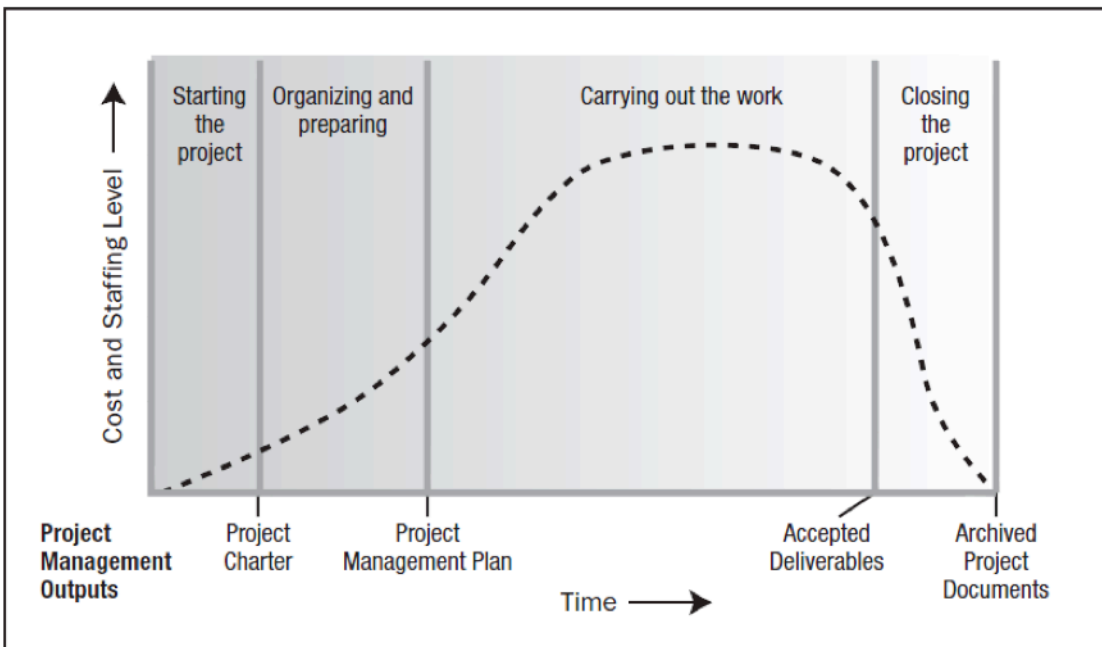 Starting
the
project
Organizing and
preparing
Carrying out the work
Closing
the
project
Cost and Staffing Level
Project
Management
Outputs
Project
Charter
Project
Management Plan
Accepted
Deliverables
Archived
Project
Documents
Time